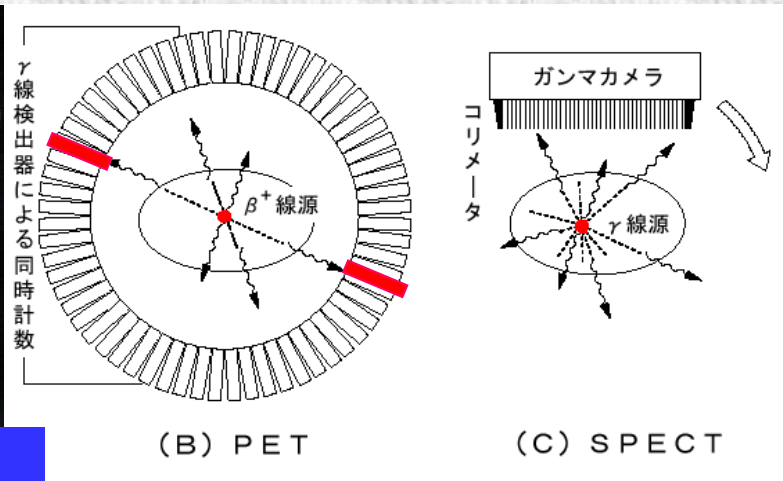 γ線検出器による同時計数
β⁺線源
(B) PET
ガンマカメラ
コリメータ
γ線源
(C) SPECT